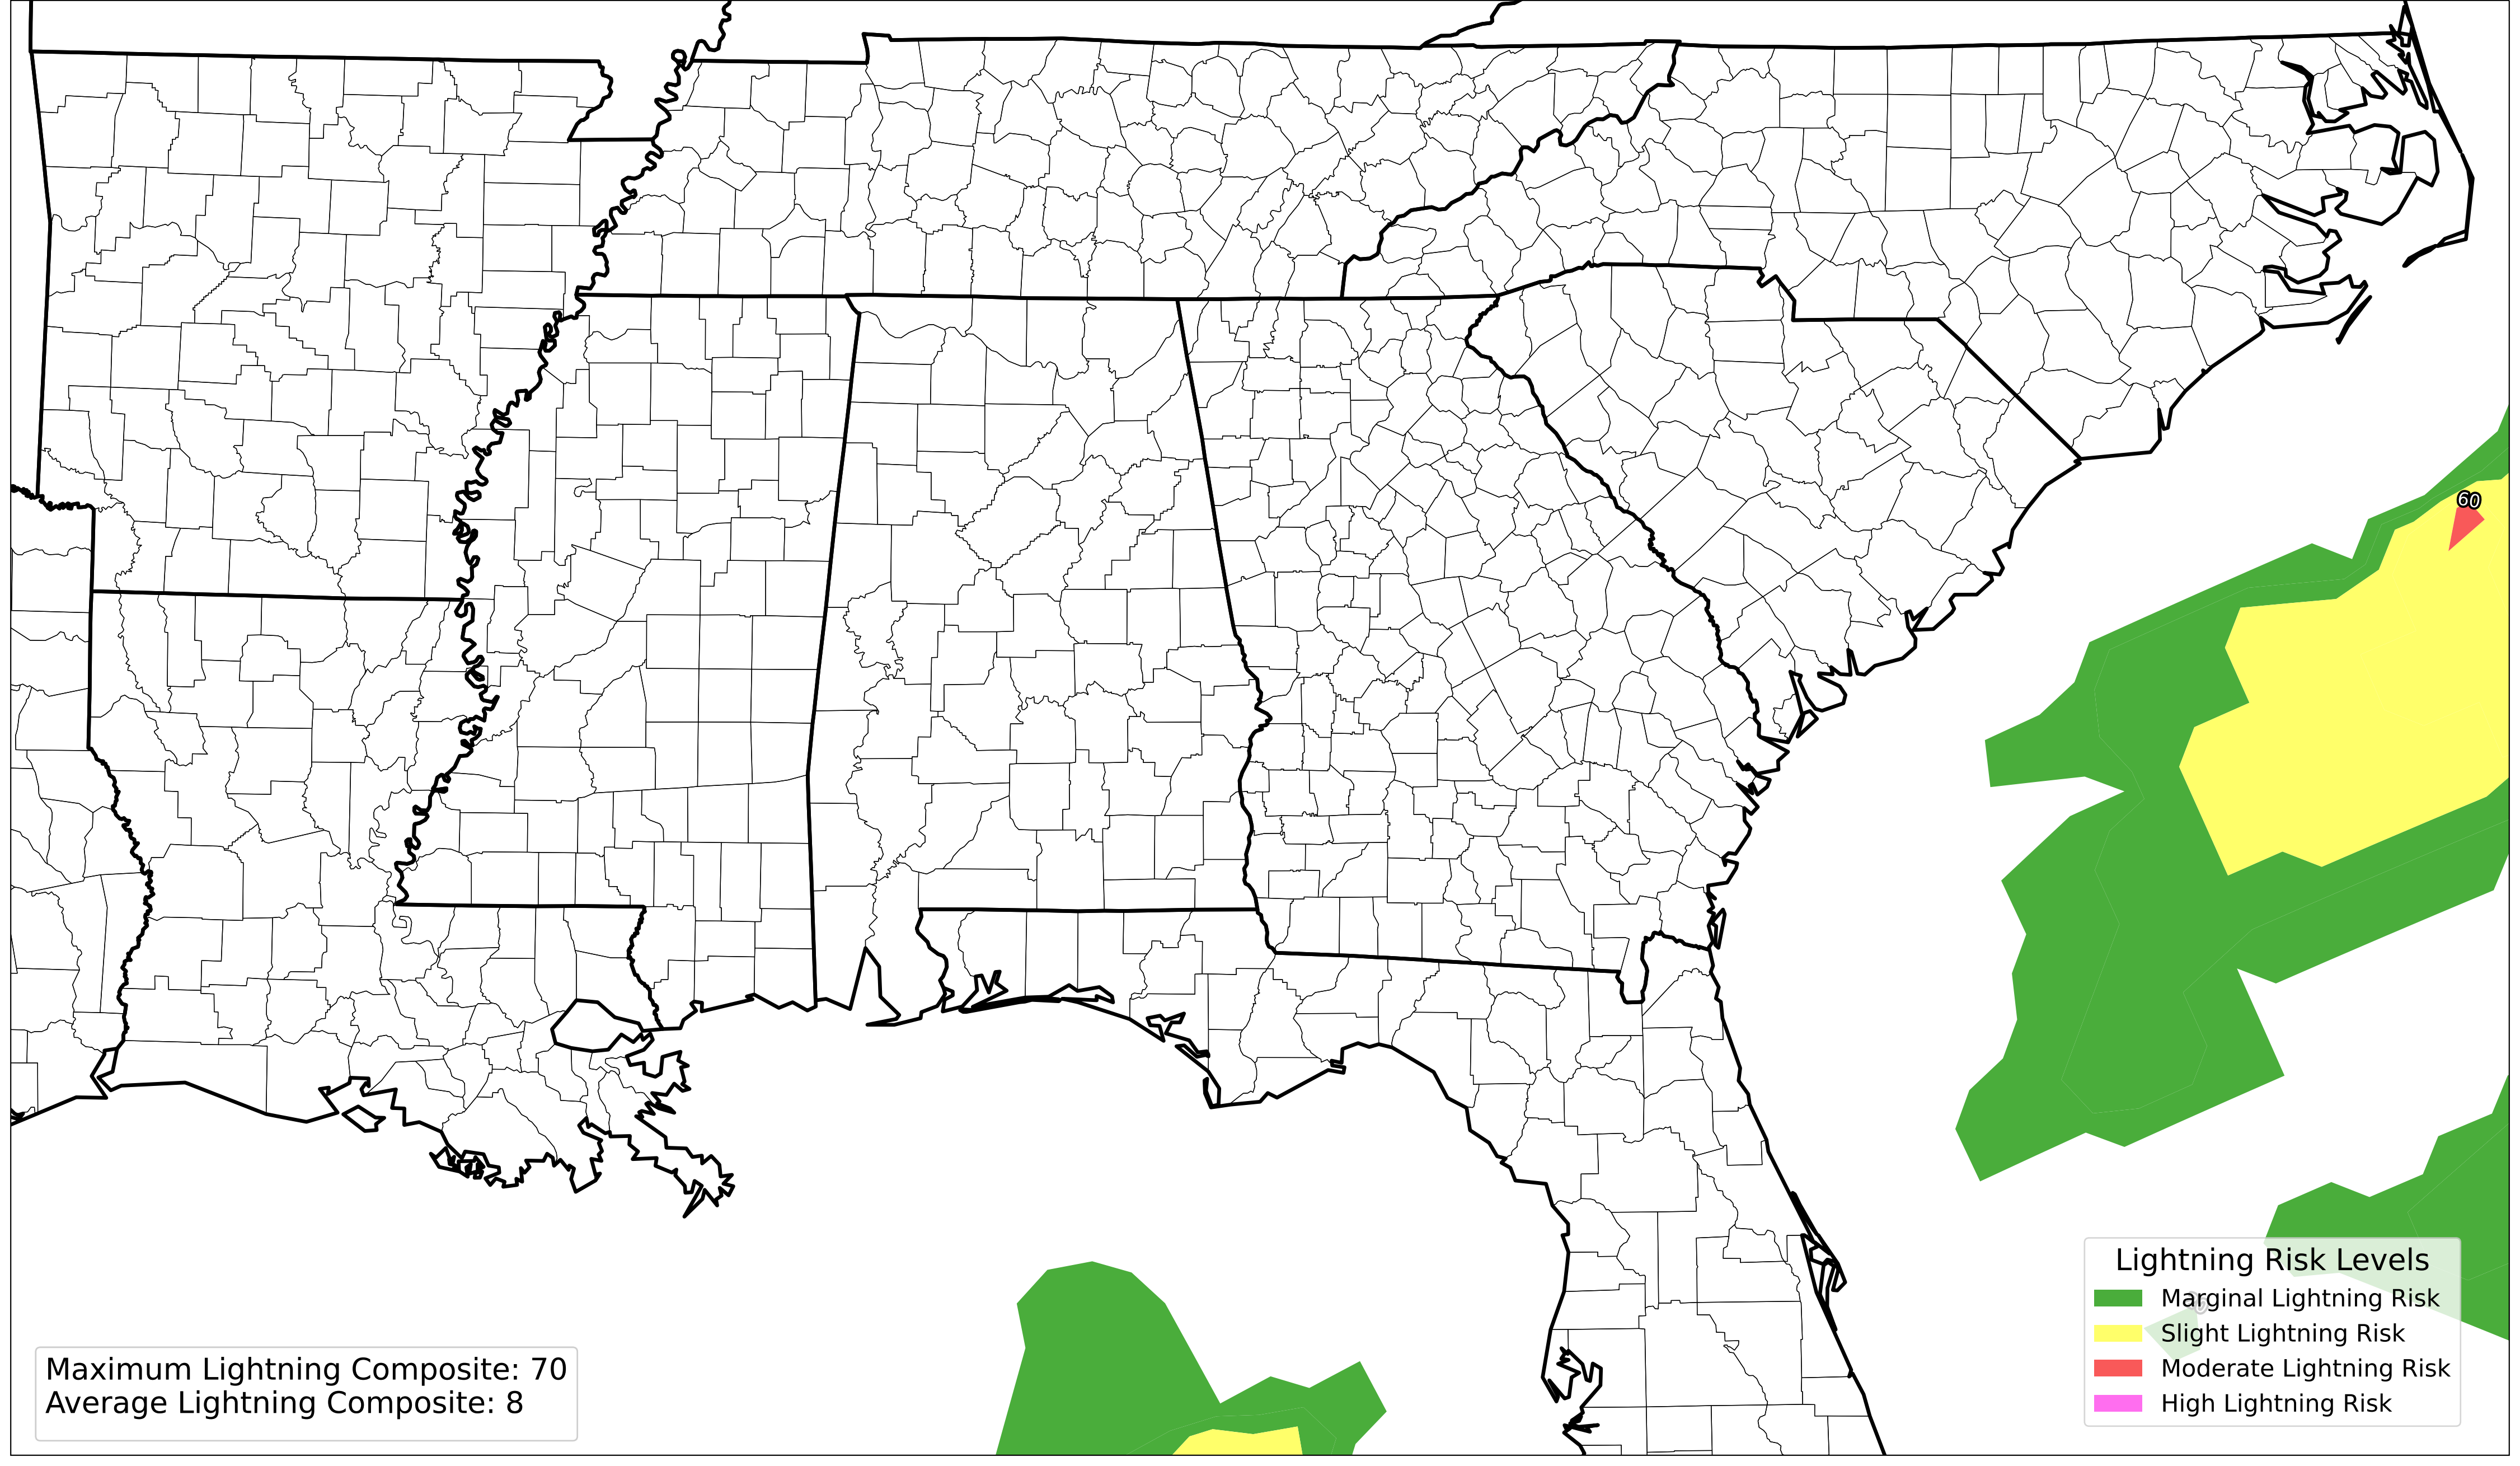 60
Lightning Risk Levels
Marginal Lightning Risk
Slight Lightning Risk
Moderate Lightning Risk
High Lightning Risk
Maximum Lightning Composite: 70
Average Lightning Composite: 8